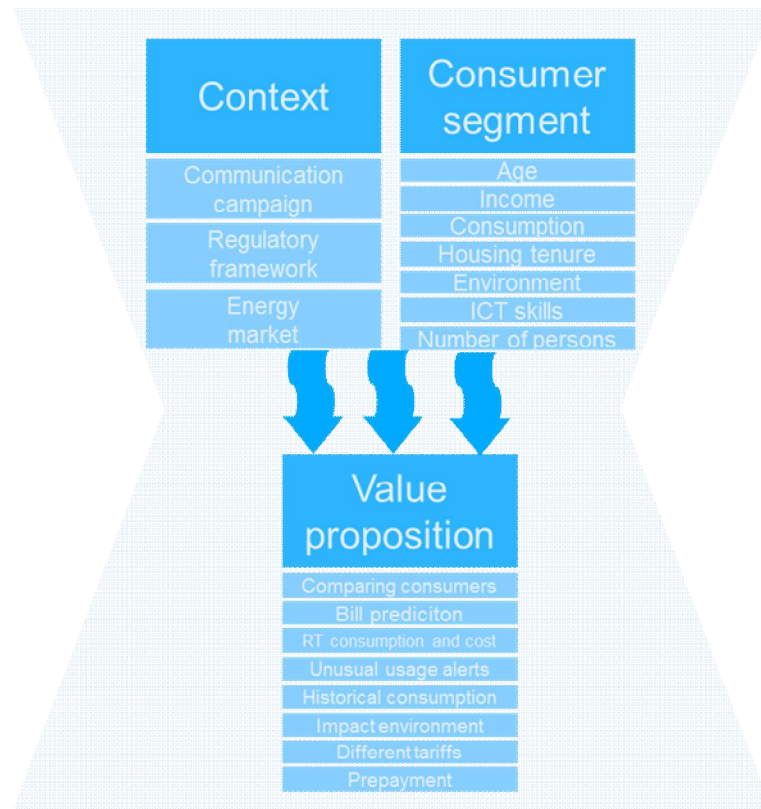 Context
Communication
campaign
Regulatory
framework
Energy
market
Consumer
segment
Age
Income
Consumption
Housing tenure
Environment
ICT skills
Number of persons
Value
proposition
Comparing consumers
Bill prediciton
RT consumption and cost
Unusual usage alerts
Historical consumption
Impact environment
Different tariffs
Prepayment